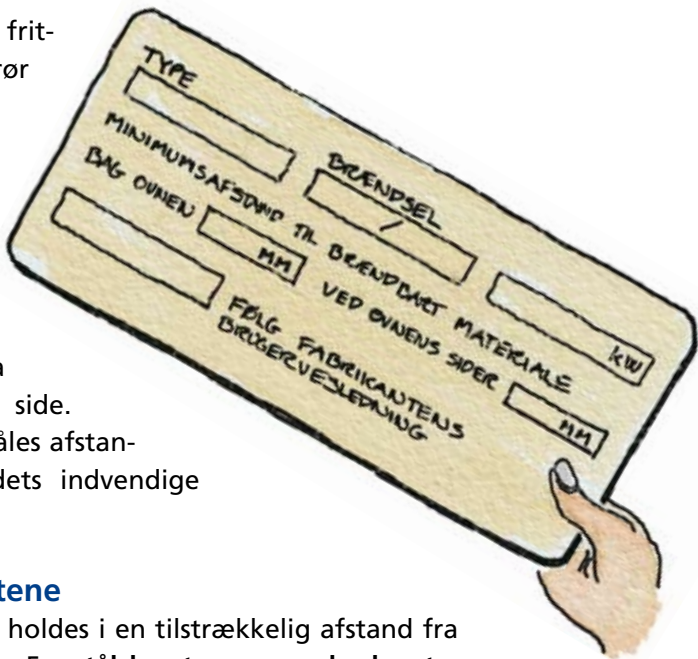 frit-
ør
TYPE
BRÆNDSEL
/
kW
MINIMUMSAFSTAND TIL BRÆNDBART MATERIALE
BAG OVNEN MM VED OVNENS SIDER MM
FØLG FABRIKANTENS
BRUGERVEJLEDNING
a
side.
åles afstan-
dets indvendige
tene
holdes i en tilstrækkelig afstand fra